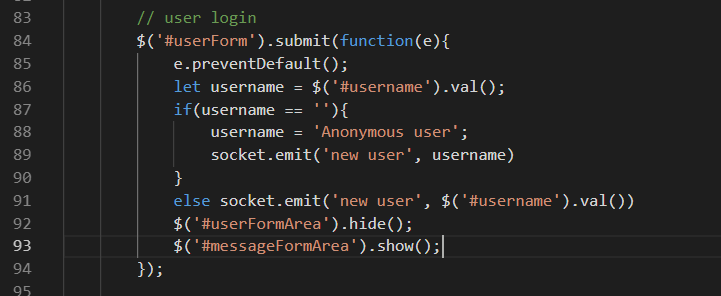 83 // user login
84 $('#userForm').submit(function(e){
85 e.preventDefault();
86 let username = $('#username').val();
87 if(username == ''){
88 username = 'Anonymous user';
89 socket.emit('new user', username)
90 }
91 else socket.emit('new user', $('#username').val())
92 $('#userFormArea').hide();
93 $('#messageFormArea').show();
94 });
95